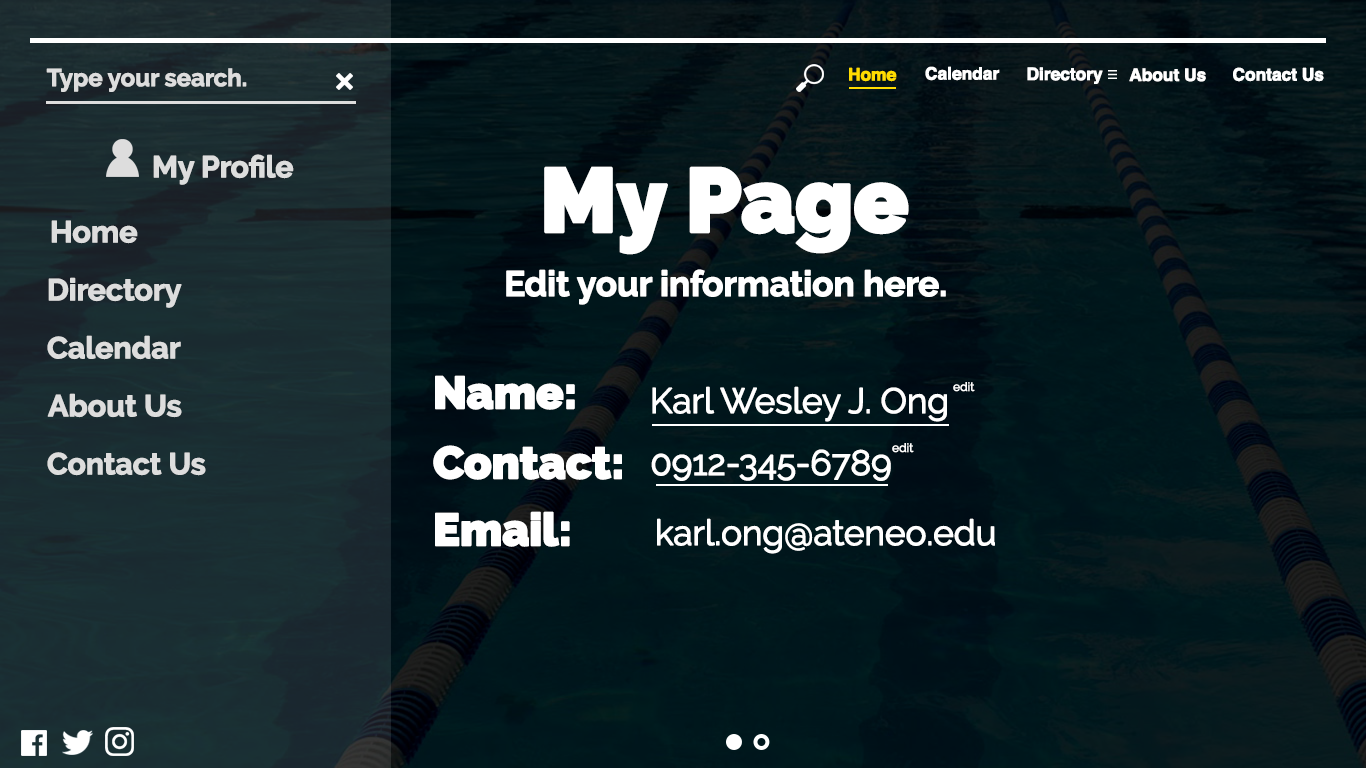 Type your search.
Home
Calendar
Directory
About Us
Contact Us
My Profile
Home
Directory
Calendar
About Us
Contact Us
My Page
Edit your information here.
Name: Karl Wesley J. Ong edit
Contact: 0912-345-6789 edit
Email: karl.ong@ateneo.edu